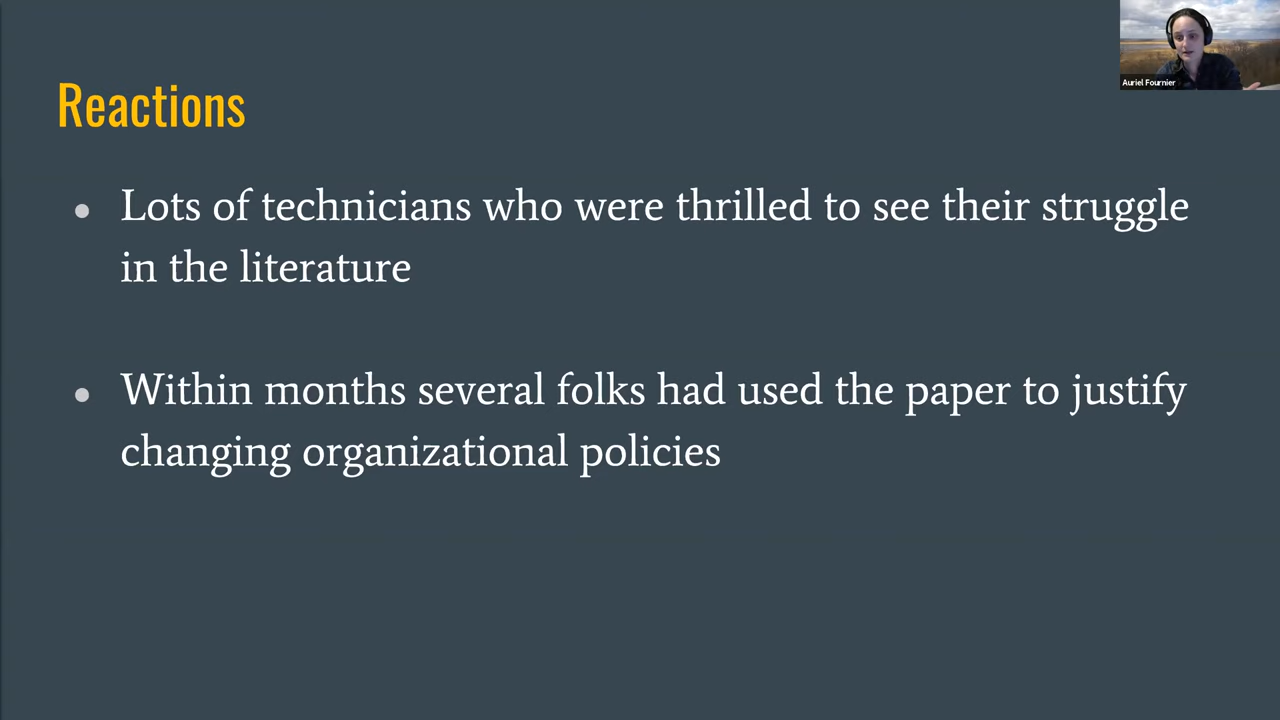 Auriel Fournier
Reactions
● Lots of technicians who were thrilled to see their struggle
in the literature
● Within months several folks had used the paper to justify
changing organizational policies